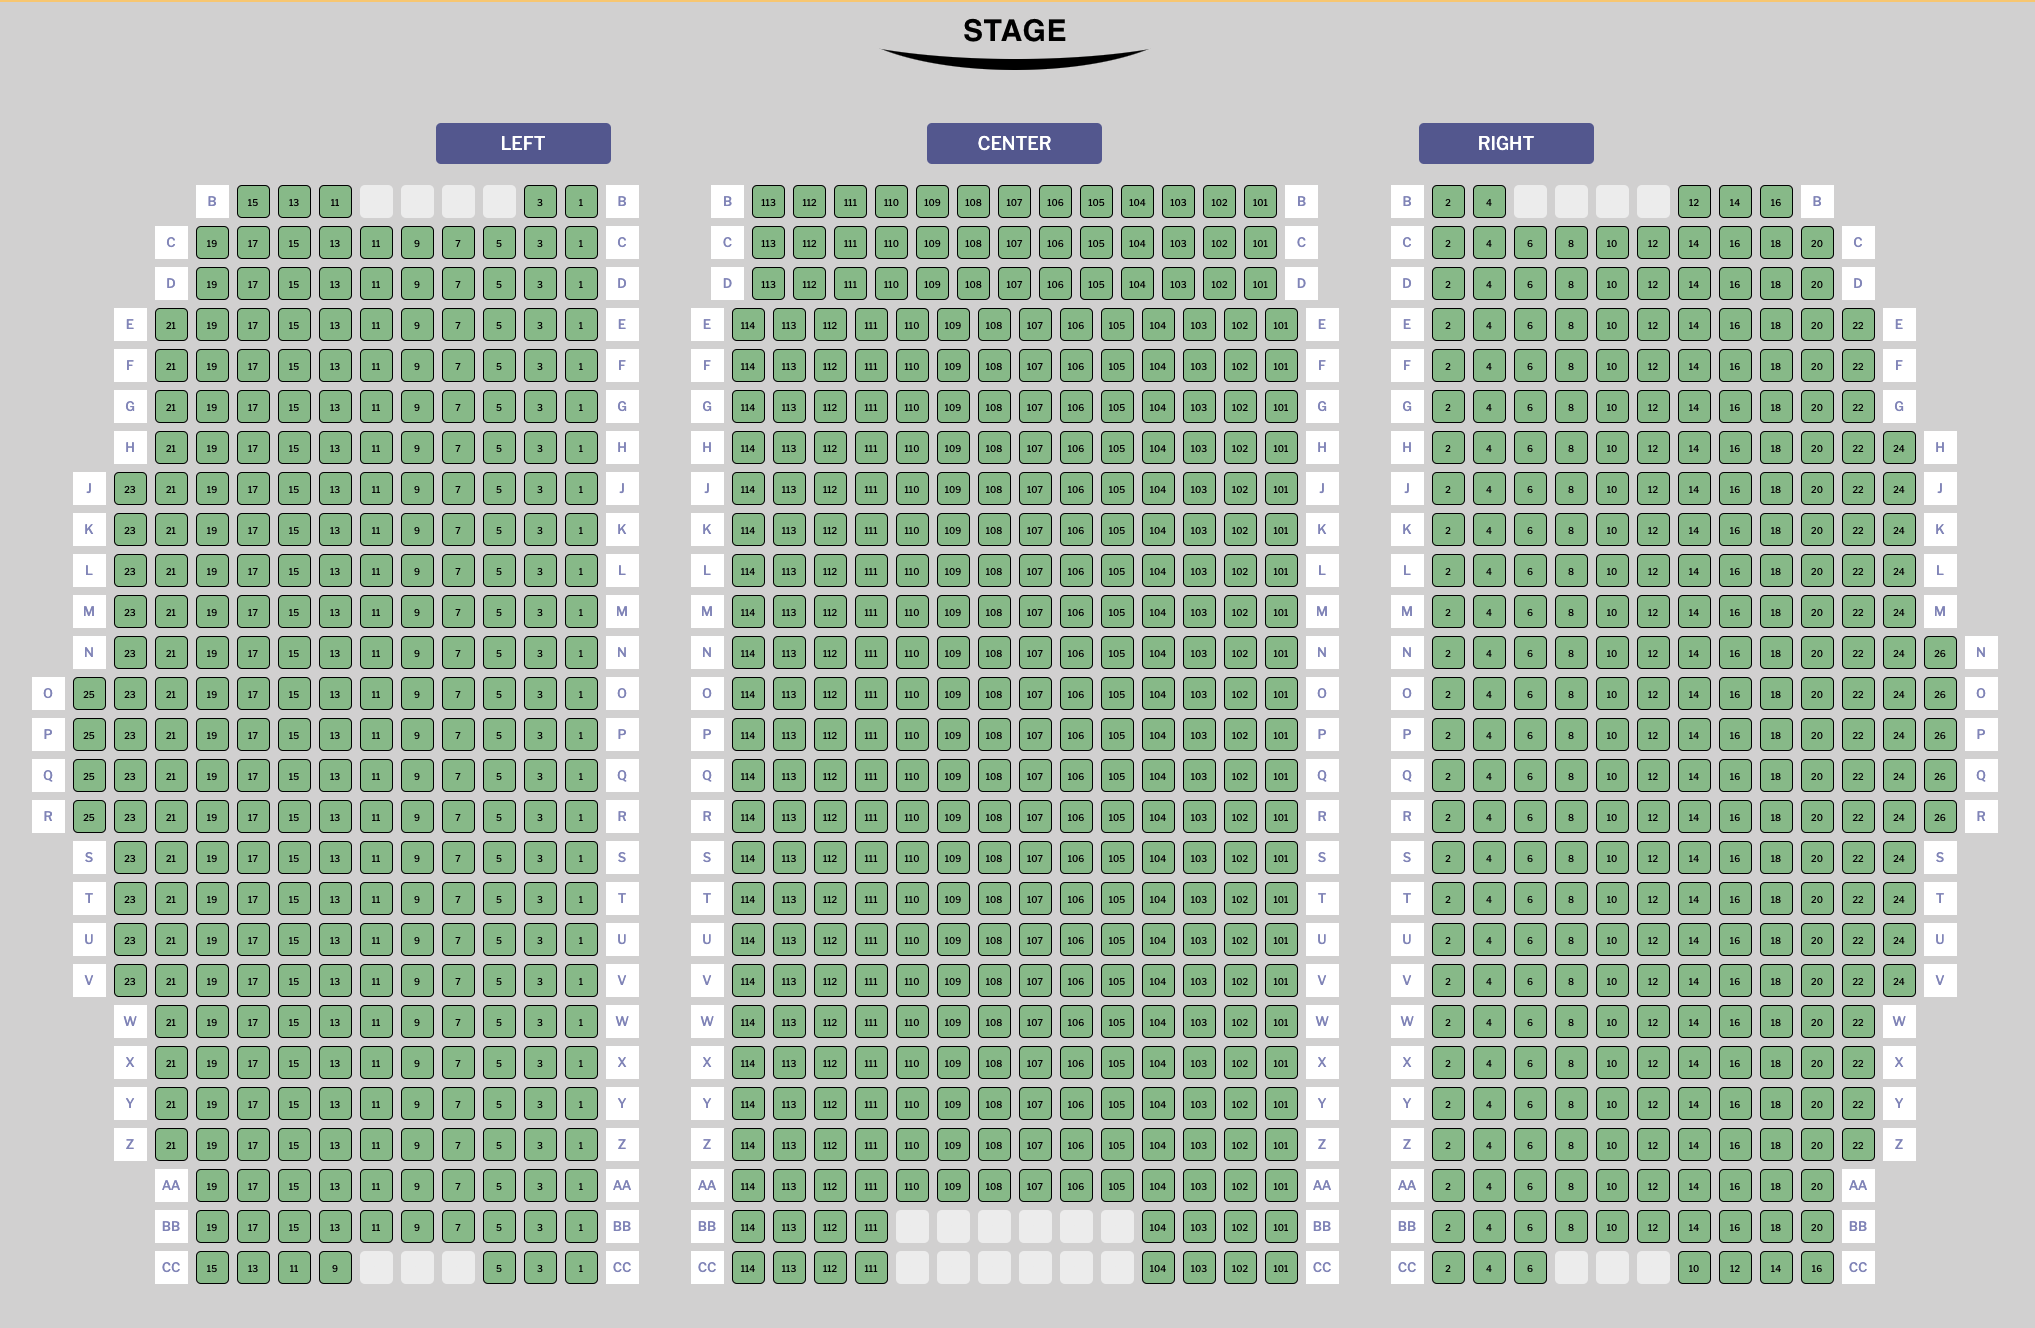 STAGE
LEFT CENTER RIGHT
B 15 13 11 3 1 B B 113 112 111 110 109 108 107 106 105 104 103 102 101 B B 2 4 12 14 16 B
C 19 17 15 13 11 9 7 5 3 1 C C 113 112 111 110 109 108 107 106 105 104 103 102 101 C C 2 4 6 8 10 12 14 16 18 20 C
D 19 17 15 13 11 9 7 5 3 1 D D 113 112 111 110 109 108 107 106 105 104 103 102 101 D D 2 4 6 8 10 12 14 16 18 20 D
E 21 19 17 15 13 11 9 7 5 3 1 E E 114 113 112 111 110 109 108 107 106 105 104 103 102 101 E E 2 4 6 8 10 12 14 16 18 20 22 E
F 21 19 17 15 13 11 9 7 5 3 1 F F 114 113 112 111 110 109 108 107 106 105 104 103 102 101 F F 2 4 6 8 10 12 14 16 18 20 22 F
G 21 19 17 15 13 11 9 7 5 3 1 G G 114 113 112 111 110 109 108 107 106 105 104 103 102 101 G G 2 4 6 8 10 12 14 16 18 20 22 G
H 21 19 17 15 13 11 9 7 5 3 1 H H 114 113 112 111 110 109 108 107 106 105 104 103 102 101 H H 2 4 6 8 10 12 14 16 18 20 22 24 H
J 23 21 19 17 15 13 11 9 7 5 3 1 J J 114 113 112 111 110 109 108 107 106 105 104 103 102 101 J J 2 4 6 8 10 12 14 16 18 20 22 24 J
K 23 21 19 17 15 13 11 9 7 5 3 1 K K 114 113 112 111 110 109 108 107 106 105 104 103 102 101 K K 2 4 6 8 10 12 14 16 18 20 22 24 K
L 23 21 19 17 15 13 11 9 7 5 3 1 L L 114 113 112 111 110 109 108 107 106 105 104 103 102 101 L L 2 4 6 8 10 12 14 16 18 20 22 24 L
M 23 21 19 17 15 13 11 9 7 5 3 1 M M 114 113 112 111 110 109 108 107 106 105 104 103 102 101 M M 2 4 6 8 10 12 14 16 18 20 22 24 M
N 23 21 19 17 15 13 11 9 7 5 3 1 N N 114 113 112 111 110 109 108 107 106 105 104 103 102 101 N N 2 4 6 8 10 12 14 16 18 20 22 24 26 N
O 25 23 21 19 17 15 13 11 9 7 5 3 1 O O 114 113 112 111 110 109 108 107 106 105 104 103 102 101 O O 2 4 6 8 10 12 14 16 18 20 22 24 26 O
P 25 23 21 19 17 15 13 11 9 7 5 3 1 P P 114 113 112 111 110 109 108 107 106 105 104 103 102 101 P P 2 4 6 8 10 12 14 16 18 20 22 24 26 P
Q 25 23 21 19 17 15 13 11 9 7 5 3 1 Q Q 114 113 112 111 110 109 108 107 106 105 104 103 102 101 Q Q 2 4 6 8 10 12 14 16 18 20 22 24 26 Q
R 25 23 21 19 17 15 13 11 9 7 5 3 1 R R 114 113 112 111 110 109 108 107 106 105 104 103 102 101 R R 2 4 6 8 10 12 14 16 18 20 22 24 26 R
S 23 21 19 17 15 13 11 9 7 5 3 1 S S 114 113 112 111 110 109 108 107 106 105 104 103 102 101 S S 2 4 6 8 10 12 14 16 18 20 22 24 S
T 23 21 19 17 15 13 11 9 7 5 3 1 T T 114 113 112 111 110 109 108 107 106 105 104 103 102 101 T T 2 4 6 8 10 12 14 16 18 20 22 24 T
U 23 21 19 17 15 13 11 9 7 5 3 1 U U 114 113 112 111 110 109 108 107 106 105 104 103 102 101 U U 2 4 6 8 10 12 14 16 18 20 22 24 U
V 23 21 19 17 15 13 11 9 7 5 3 1 V V 114 113 112 111 110 109 108 107 106 105 104 103 102 101 V V 2 4 6 8 10 12 14 16 18 20 22 24 V
W 21 19 17 15 13 11 9 7 5 3 1 W W 114 113 112 111 110 109 108 107 106 105 104 103 102 101 W W 2 4 6 8 10 12 14 16 18 20 22 W
X 21 19 17 15 13 11 9 7 5 3 1 X X 114 113 112 111 110 109 108 107 106 105 104 103 102 101 X X 2 4 6 8 10 12 14 16 18 20 22 X
Y 21 19 17 15 13 11 9 7 5 3 1 Y Y 114 113 112 111 110 109 108 107 106 105 104 103 102 101 Y Y 2 4 6 8 10 12 14 16 18 20 22 Y
Z 21 19 17 15 13 11 9 7 5 3 1 Z Z 114 113 112 111 110 109 108 107 106 105 104 103 102 101 Z Z 2 4 6 8 10 12 14 16 18 20 22 Z
AA 19 17 15 13 11 9 7 5 3 1 AA AA 114 113 112 111 110 109 108 107 106 105 104 103 102 101 AA AA 2 4 6 8 10 12 14 16 18 20 AA
BB 19 17 15 13 11 9 7 5 3 1 BB BB 114 113 112 111 104 103 102 101 BB BB 2 4 6 8 10 12 14 16 18 20 BB
CC 15 13 11 9 5 3 1 CC CC 114 113 112 111 104 103 102 101 CC CC 2 4 6 10 12 14 16 CC